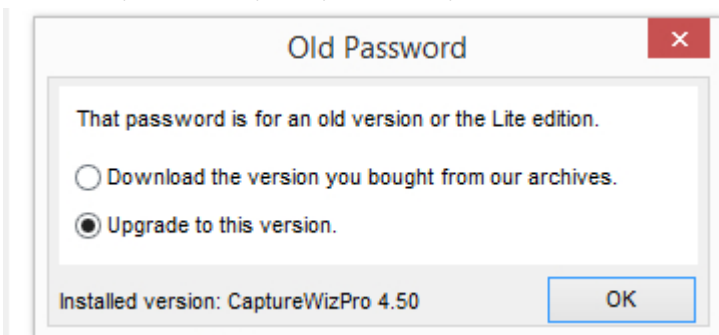 Old Password
That password is for an old version or the Lite edition.
Download the version you bought from our archives.
Upgrade to this version.
Installed version: CaptureWizPro 4.50
OK